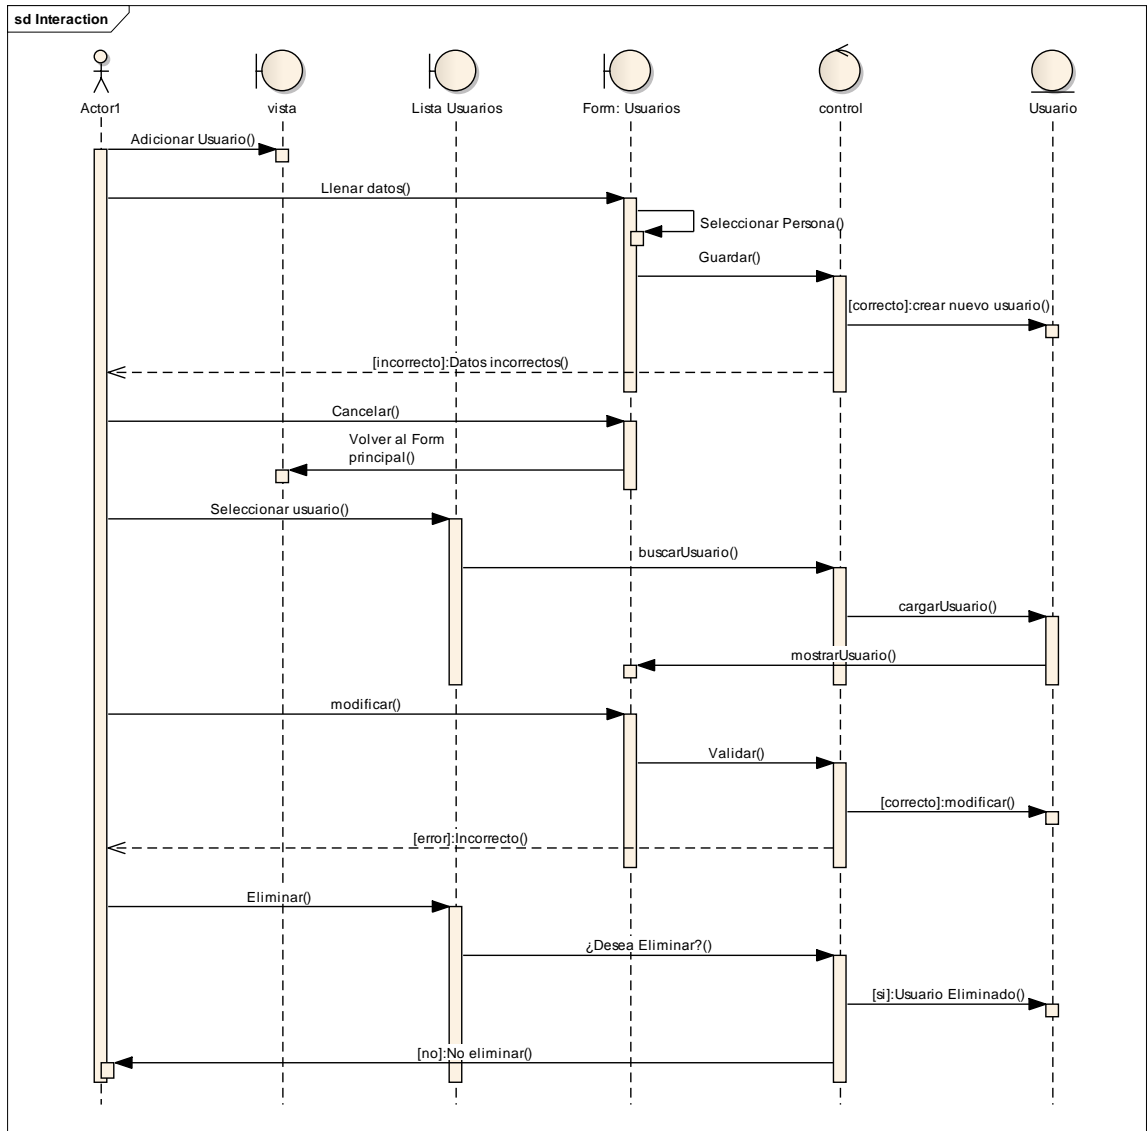 sd Interaction
Actor1
vista
Lista Usuarios
Form: Usuarios
control
Usuario
Adicionar Usuario()
Llenar datos()
Seleccionar Persona()
Guardar()
[correcto]:crear nuevo usuario()
[incorrecto]:Datos incorrectos()
Cancelar()
Volver al Form
principal()
Seleccionar usuario()
buscarUsuario()
cargarUsuario()
mostrarUsuario()
modificar()
Validar()
[correcto]:modificar()
[error]:Incorrecto()
Eliminar()
¿Desea Eliminar?()
[si]:Usuario Eliminado()
[no]:No eliminar()